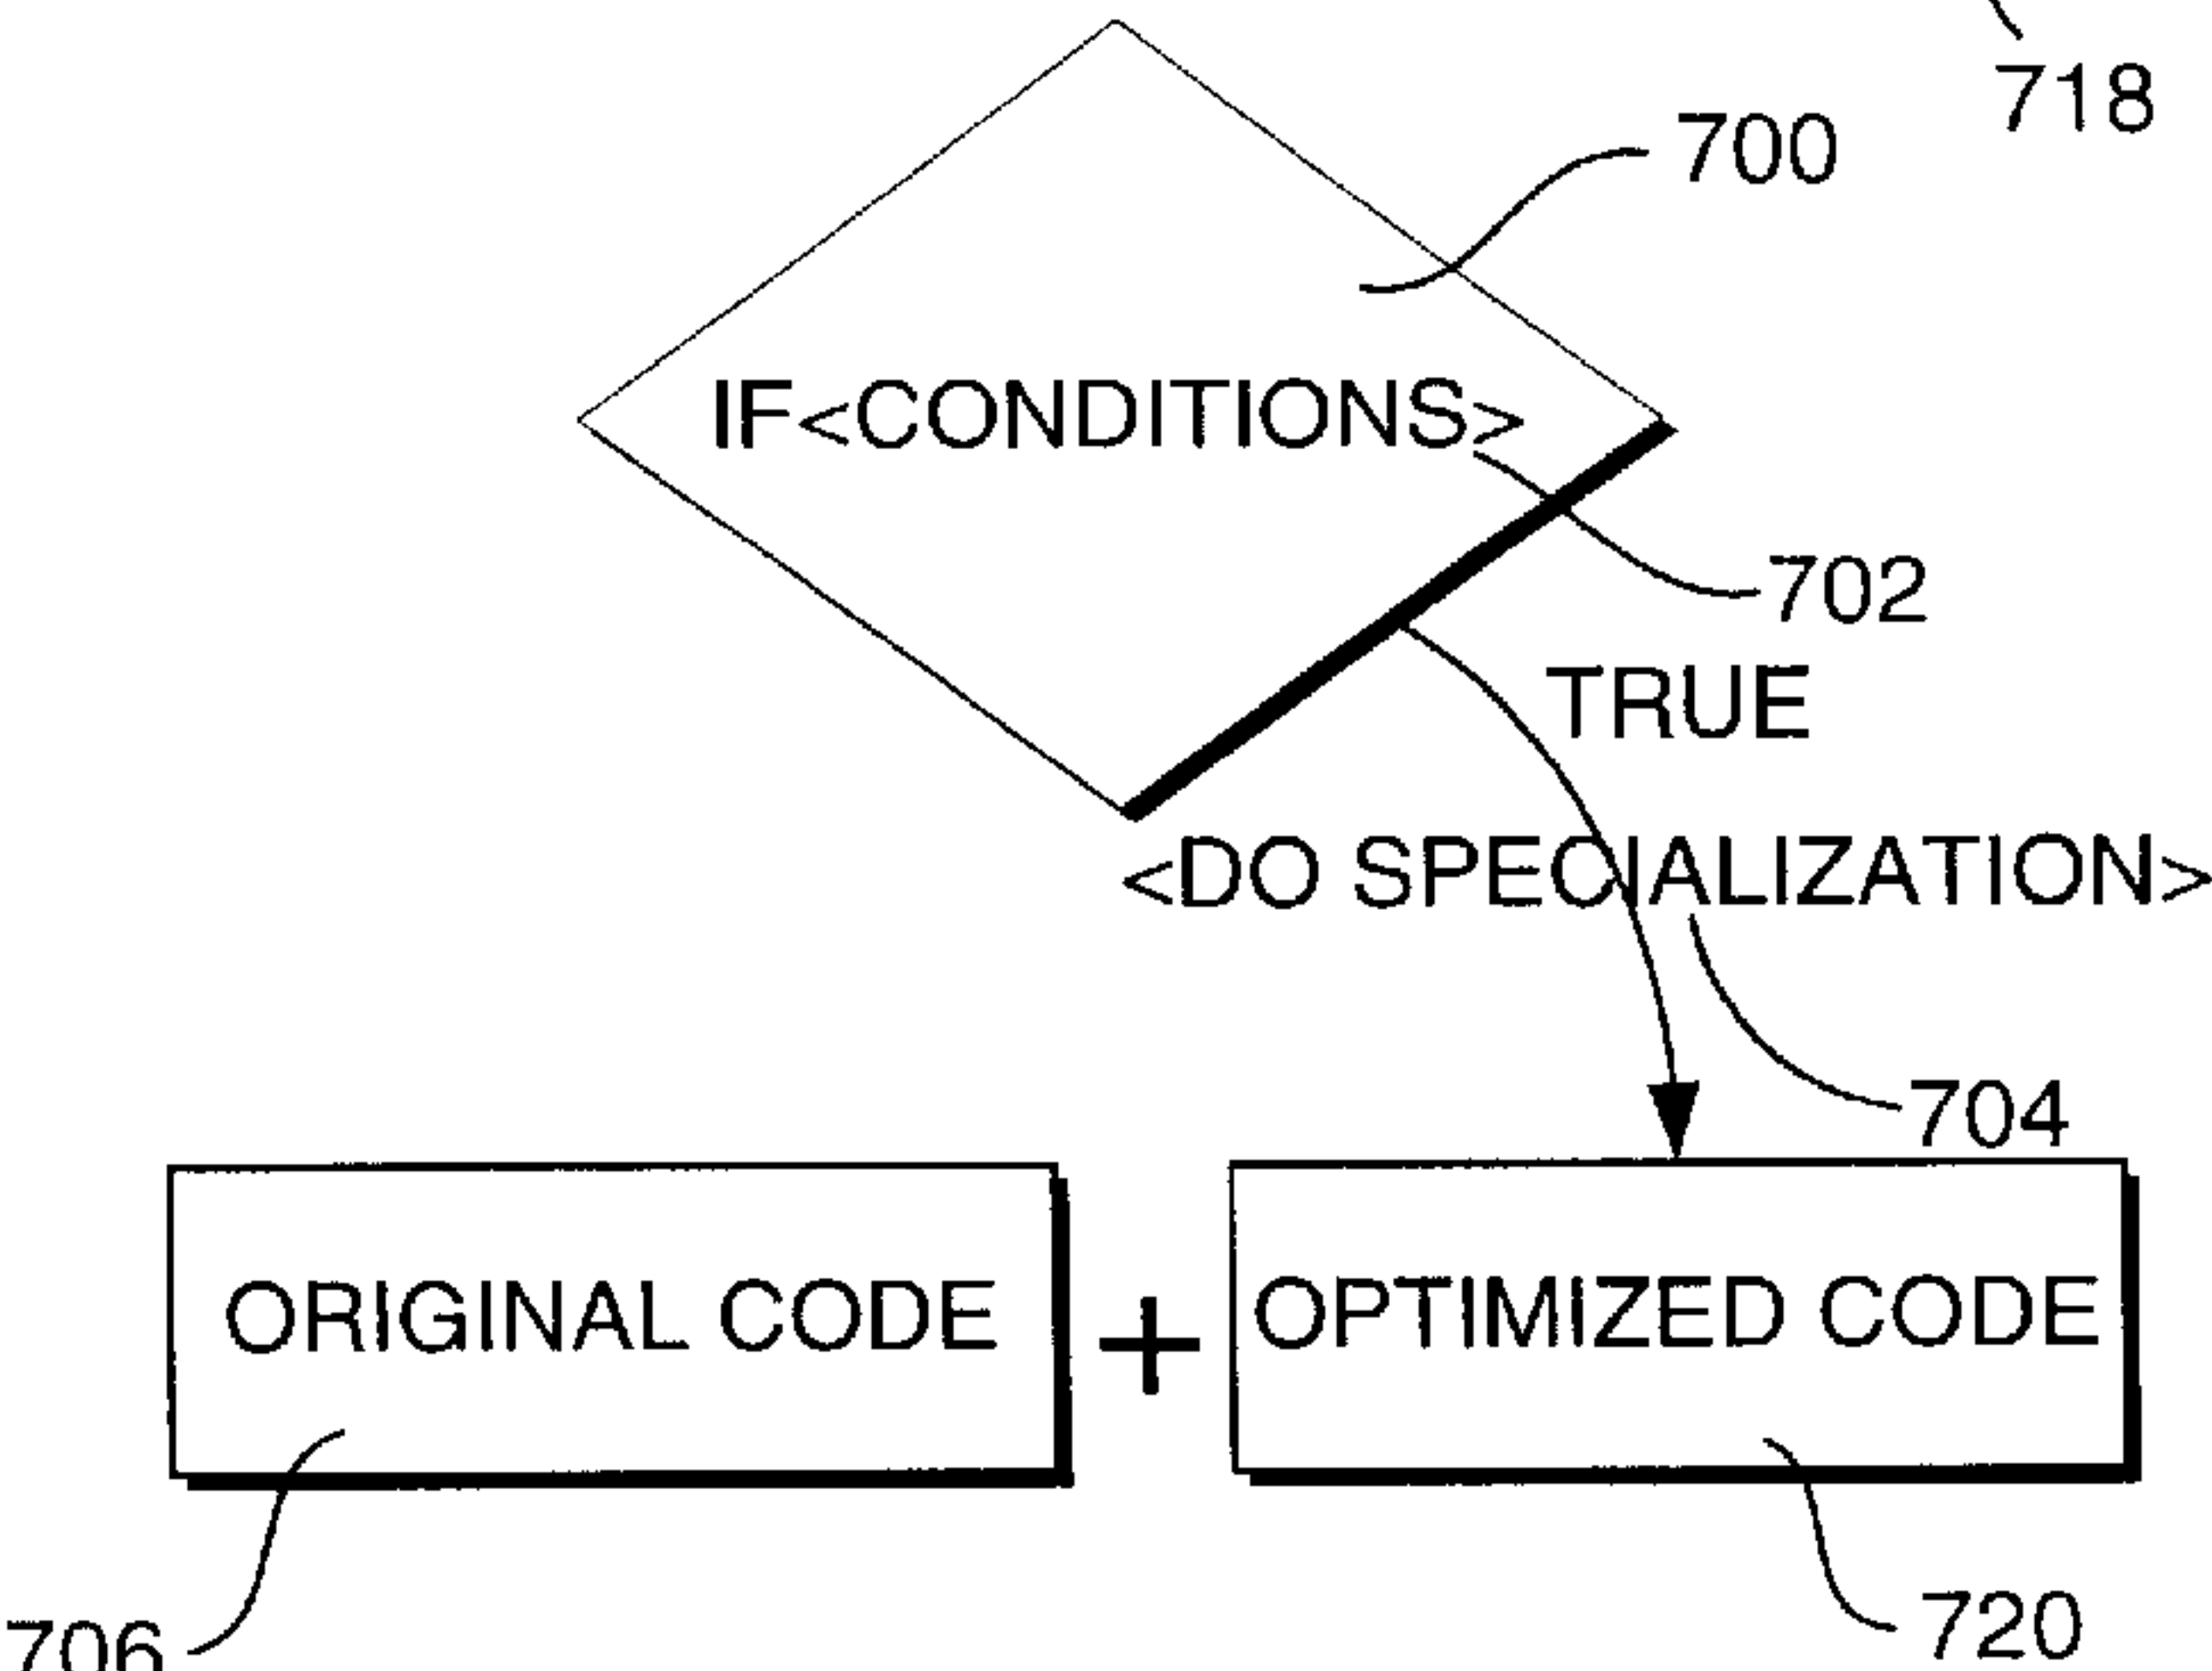 718
700
IF<CONDITIONS>
702
TRUE
<DO SPECIALIZATION>
704
ORIGINAL CODE + OPTIMIZED CODE
706
720